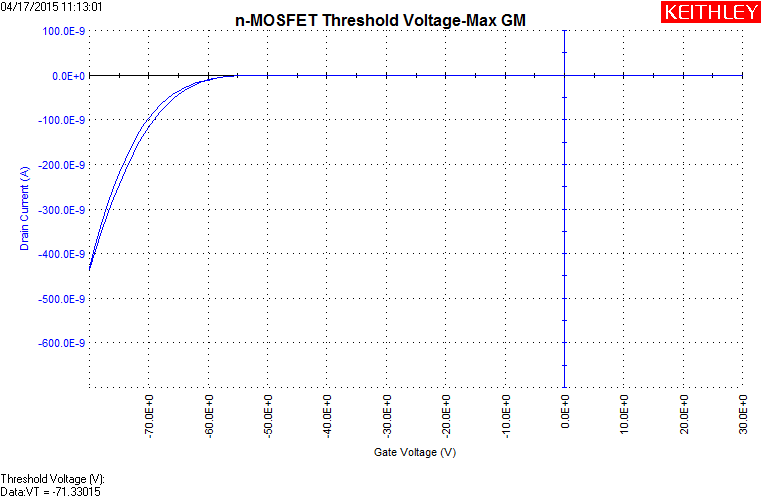 04/17/2015 11:13:01
n-MOSFET Threshold Voltage-Max GM
KEITHLEY
100.0E-9
0.0E+0
-100.0E-9
-200.0E-9
-300.0E-9
-400.0E-9
-500.0E-9
-600.0E-9
Drain Current (A)
-70.0E+0
-60.0E+0
-50.0E+0
-40.0E+0
-30.0E+0
-20.0E+0
-10.0E+0
0.0E+0
10.0E+0
20.0E+0
30.0E+0
Gate Voltage (V)
Threshold Voltage (V):
Data:VT = -71.33015